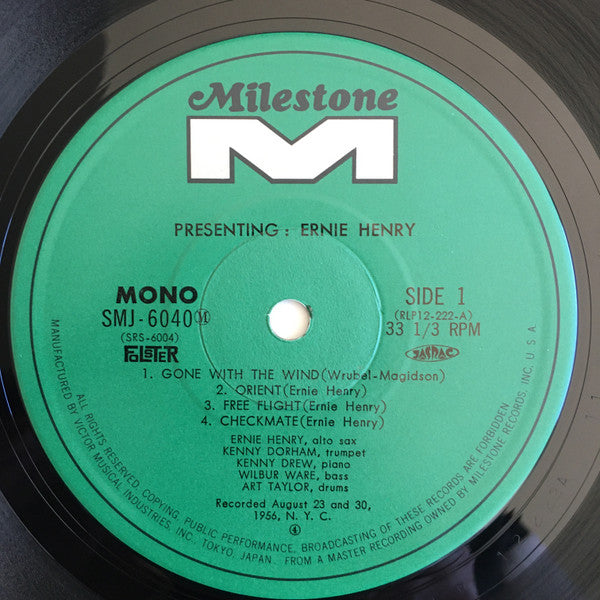 Milestone
M
PRESENTING : ERNIE HENRY
MONO
SMJ-6040Ⓜ
(SRS-6004)
FOLSTER
SIDE 1
(RLP12-222-A)
33 1/3 RPM
JASRAC
1. GONE WITH THE WIND(Wrubel-Magidson)
2. ORIENT(Ernie Henry)
3. FREE FLIGHT(Ernie Henry)
4. CHECKMATE(Ernie Henry)
ERNIE HENRY, alto sax
KENNY DORHAM, trumpet
KENNY DREW, piano
WILBUR WARE, bass
ART TAYLOR, drums
Recorded August 23 and 30,
1956, N. Y. C.
④
ALL RIGHTS RESERVED COPYING, PUBLIC PERFORMANCE, BROADCASTING OF THESE RECORDS ARE FORBIDDEN
MANUFACTURED BY VICTOR MUSICAL INDUSTRIES, INC., TOKYO, JAPAN. FROM A MASTER RECORDING OWNED BY MILESTONE RECORDS, INC. U. S. A.